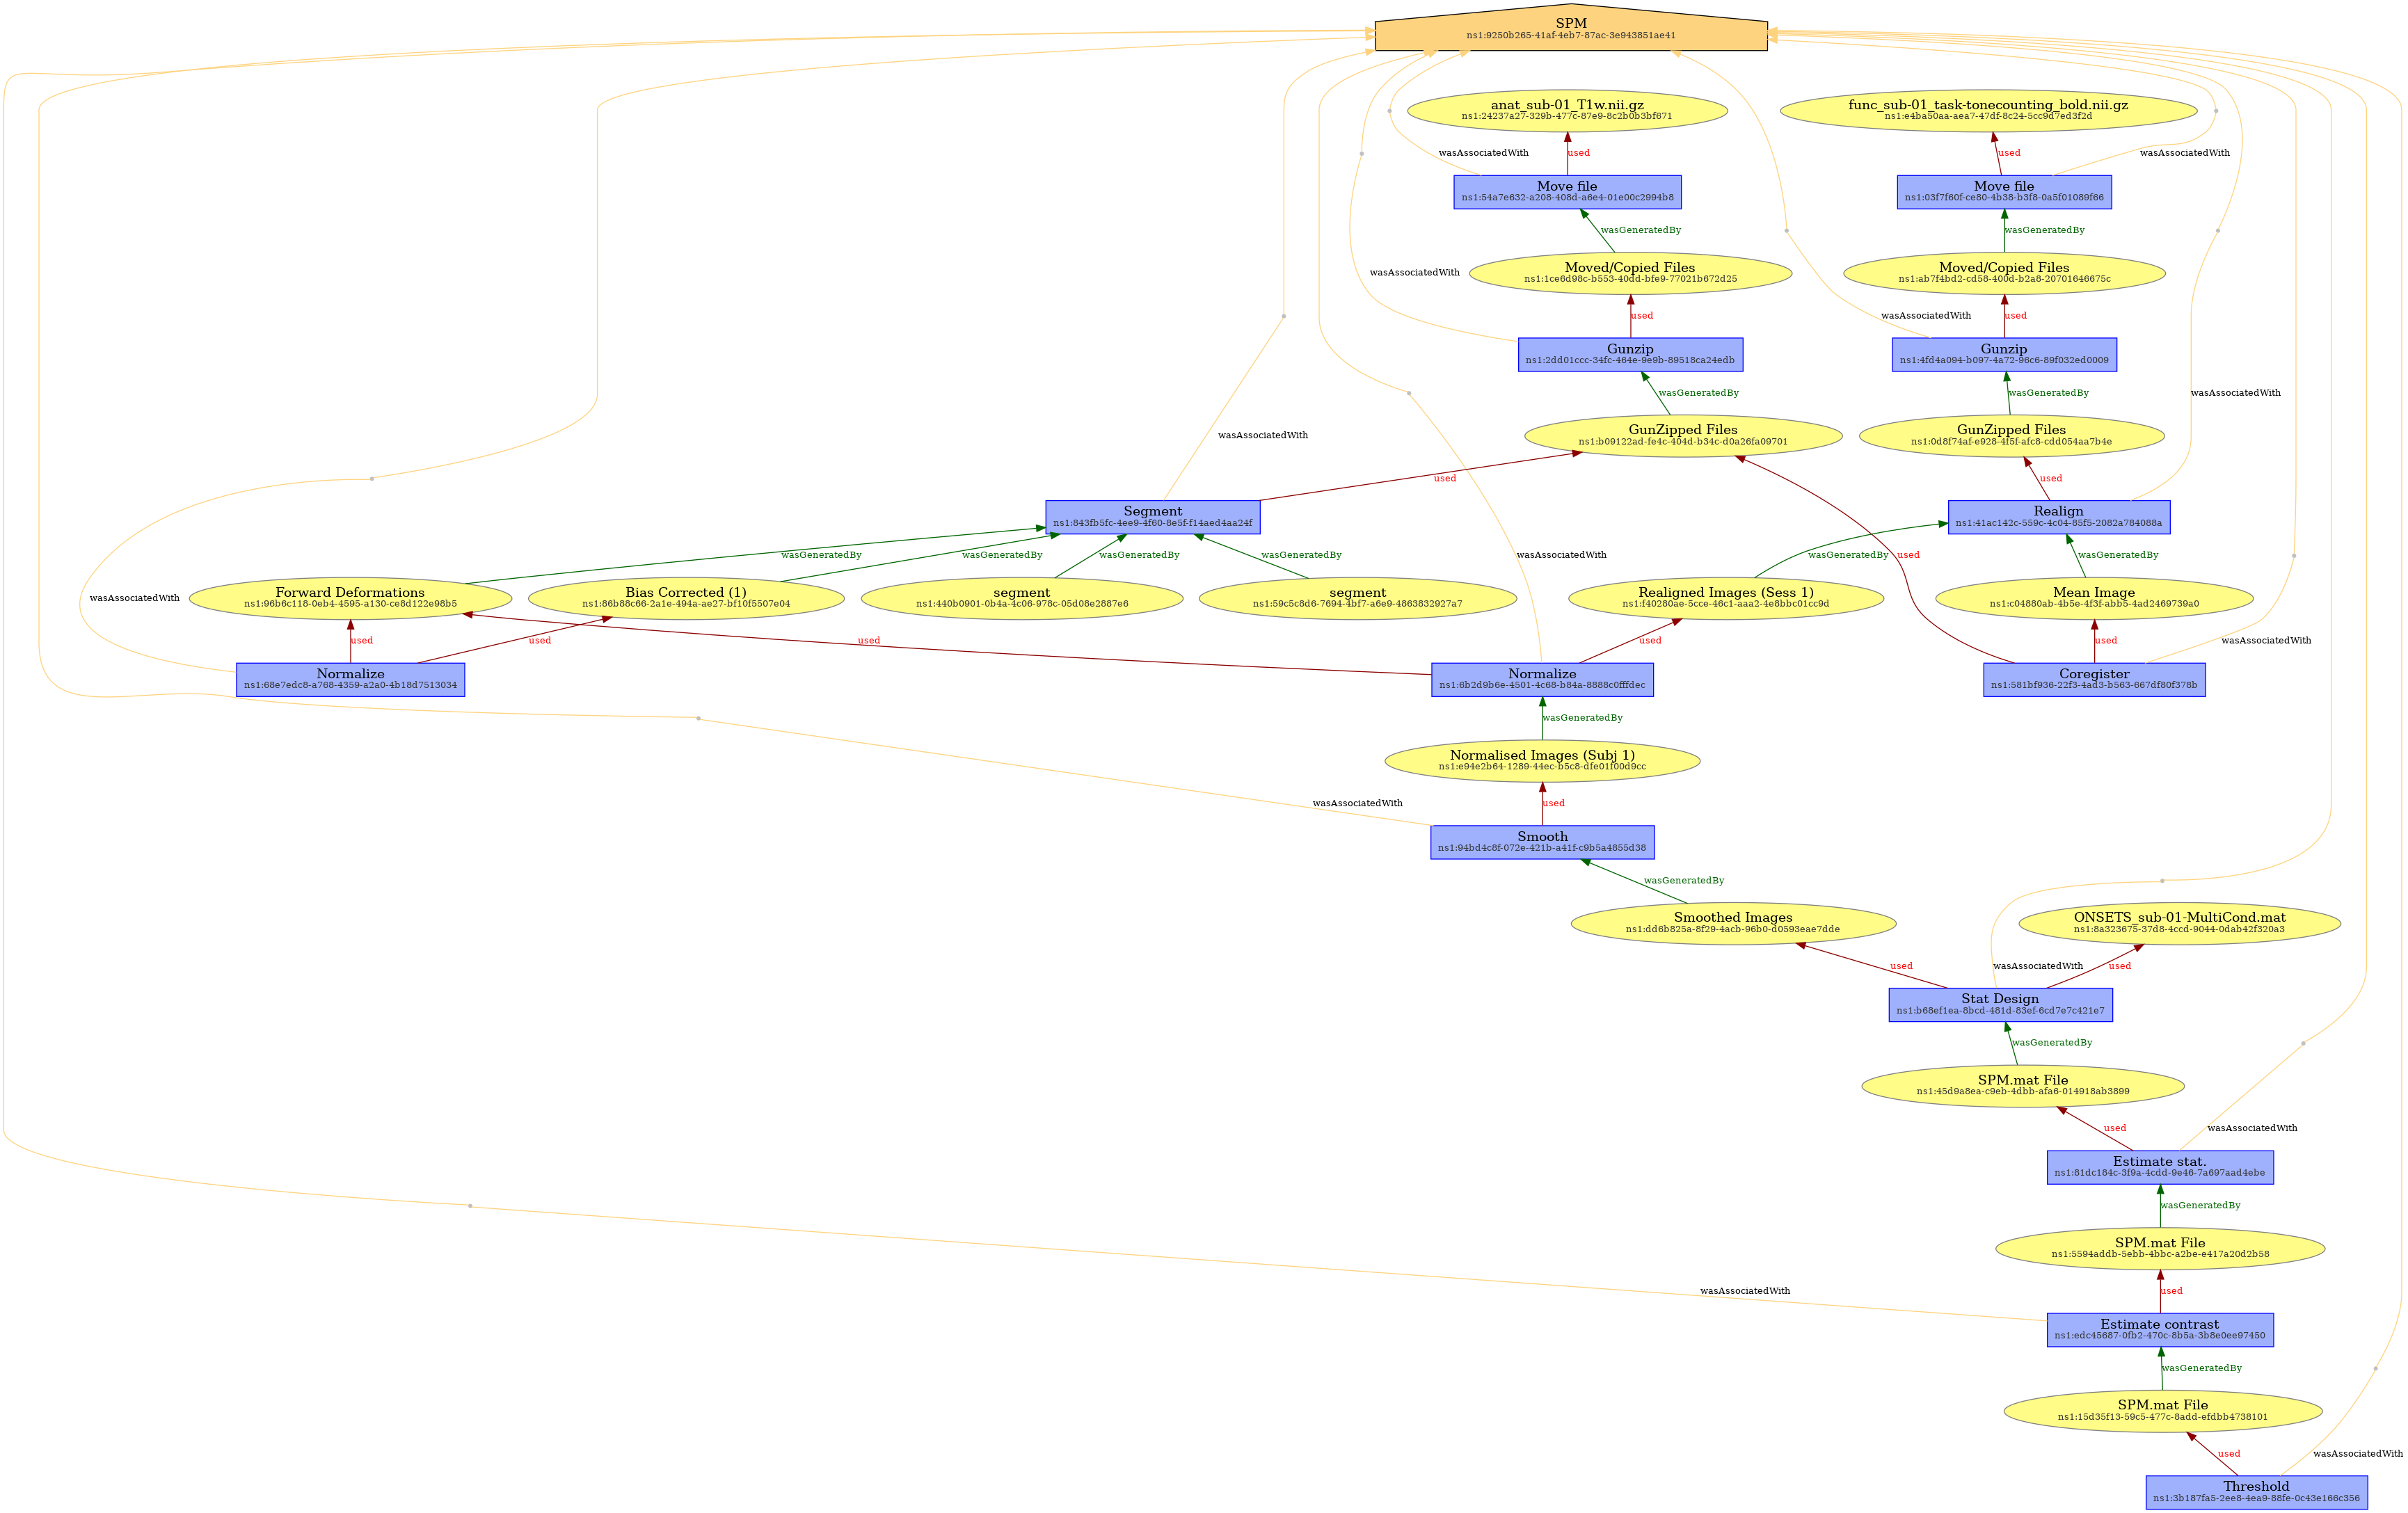 SPM
ns1:9250b265-41af-4eb7-87ac-3e943851ae41
anat_sub-01_T1w.nii.gz
ns1:24237a27-329b-477c-87e9-8c2b0b3bf671
func_sub-01_task-tonecounting_bold.nii.gz
ns1:e4ba50aa-aea7-47df-8c24-5cc9d7ed3f2d
wasAssociatedWith
used
used
wasAssociatedWith
Move file
ns1:54a7e632-a208-408d-a6e4-01e00c2994b8
Move file
ns1:03f7f60f-ce80-4b38-b3f8-0a5f01089f66
wasGeneratedBy
wasGeneratedBy
Moved/Copied Files
ns1:1ce6d98c-b553-40dd-bfe9-77021b672d25
Moved/Copied Files
ns1:ab7f4bd2-cd58-400d-b2a8-20701646675c
wasAssociatedWith
used
wasAssociatedWith
used
Gunzip
ns1:2dd01ccc-34fc-464e-9e9b-89518ca24edb
Gunzip
ns1:4fd4a094-b097-4a72-96c6-89f032ed0009
wasGeneratedBy
wasGeneratedBy
wasAssociatedWith
GunZipped Files
ns1:b09122ad-fe4c-404d-b34c-d0a26fa09701
GunZipped Files
ns1:0d8f74af-e928-4f5f-afc8-cdd054aa7b4e
wasAssociatedWith
used
used
Segment
ns1:843fb5fc-4ee9-4f60-8e5f-f14aed4aa24f
Realign
ns1:41ac142c-559c-4c04-85f5-2082a784088a
wasGeneratedBy
wasGeneratedBy
wasGeneratedBy
wasGeneratedBy
wasAssociatedWith
wasGeneratedBy
used
wasGeneratedBy
wasAssociatedWith
Forward Deformations
ns1:96b6c118-0eb4-4595-a130-ce8d122e98b5
Bias Corrected (1)
ns1:86b88c66-2a1e-494a-ae27-bf10f5507e04
segment
ns1:440b0901-0b4a-4c06-978c-05d08e2887e6
segment
ns1:59c5c8d6-7694-4bf7-a6e9-4863832927a7
Realigned Images (Sess 1)
ns1:f40280ae-5cce-46c1-aaa2-4e8bbc01cc9d
Mean Image
ns1:c04880ab-4b5e-4f3f-abb5-4ad2469739a0
used
used
used
used
used
wasAssociatedWith
Normalize
ns1:68e7edc8-a768-4359-a2a0-4b18d7513034
Normalize
ns1:6b2d9b6e-4501-4c68-b84a-8888c0fffdec
Coregister
ns1:581bf936-22f3-4ad3-b563-667df80f378b
wasGeneratedBy
Normalised Images (Subj 1)
ns1:e94e2b64-1289-44ec-b5c8-dfe01f00d9cc
wasAssociatedWith
used
Smooth
ns1:94bd4c8f-072e-421b-a41f-c9b5a4855d38
wasGeneratedBy
Smoothed Images
ns1:dd6b825a-8f29-4acb-96b0-d0593eae7dde
ONSETS_sub-01-MultiCond.mat
ns1:8a323675-37d8-4ccd-9044-0dab42f320a3
used
wasAssociatedWith
used
Stat Design
ns1:b68ef1ea-8bcd-481d-83ef-6cd7e7c421e7
wasGeneratedBy
SPM.mat File
ns1:45d9a8ea-c9eb-4dbb-afa6-014918ab3899
used
wasAssociatedWith
Estimate stat.
ns1:81dc184c-3f9a-4cdd-9e46-7a697aad4ebe
wasGeneratedBy
SPM.mat File
ns1:5594addb-5ebb-4bbc-a2be-e417a20d2b58
wasAssociatedWith
used
Estimate contrast
ns1:edc45687-0fb2-470c-8b5a-3b8e0ee97450
wasGeneratedBy
SPM.mat File
ns1:15d35f13-59c5-477c-8add-efdbb4738101
used
wasAssociatedWith
Threshold
ns1:3b187fa5-2ee8-4ea9-88fe-0c43e166c356